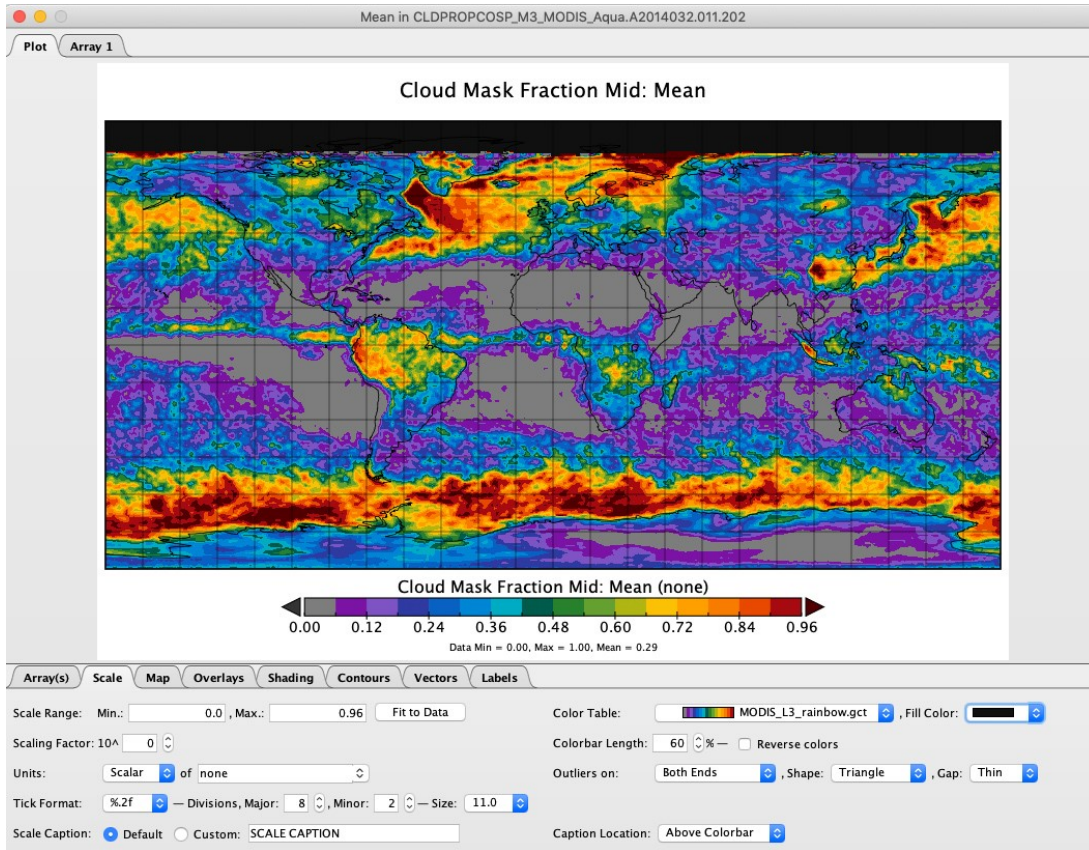 Mean in CLDPROPCOSP_M3_MODIS_Aqua.A2014032.011.202
Plot Array 1
Cloud Mask Fraction Mid: Mean
Cloud Mask Fraction Mid: Mean (none)
0.00 0.12 0.24 0.36 0.48 0.60 0.72 0.84 0.96
Data Min = 0.00, Max = 1.00, Mean = 0.29
Array(s) Scale Map Overlays Shading Contours Vectors Labels
Scale Range: Min.: 0.0 , Max.: 0.96 Fit to Data Color Table: MODIS_L3_rainbow.gct , Fill Color:
Scaling Factor: 10^ 0 Colorbar Length: 60 % — Reverse colors
Units: Scalar of none Outliers on: Both Ends , Shape: Triangle , Gap: Thin
Tick Format: %.2f — Divisions, Major: 8 , Minor: 2 — Size: 11.0
Scale Caption: Default Custom: SCALE CAPTION Caption Location: Above Colorbar